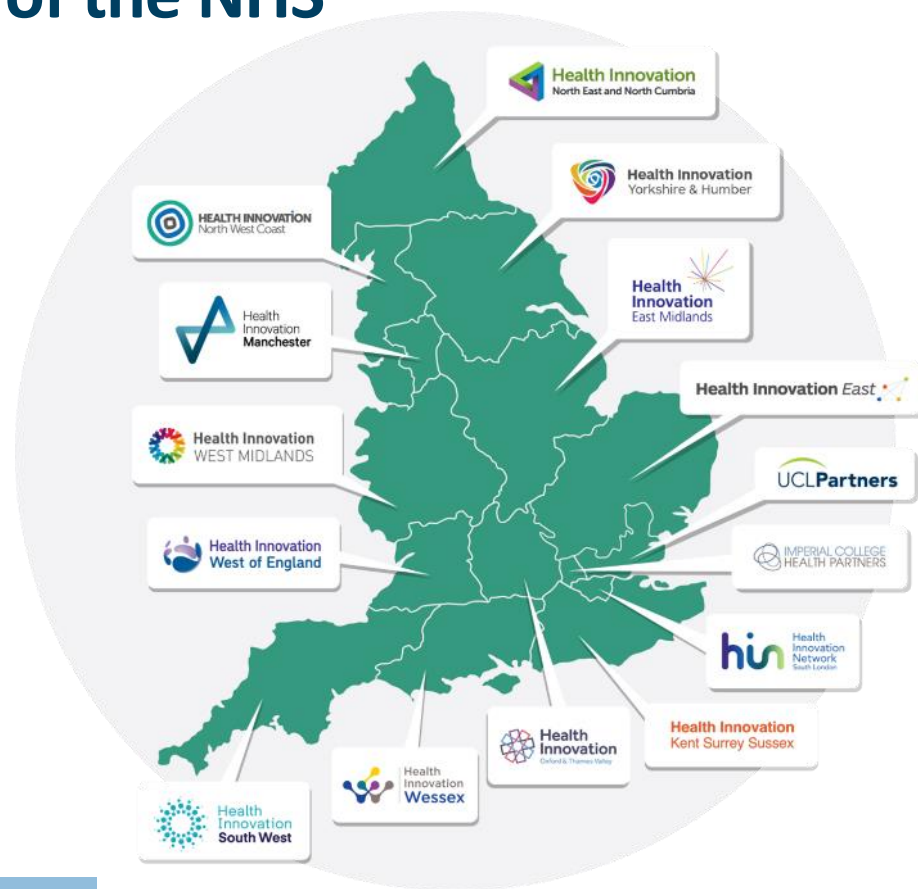 of the NHS
Health Innovation
North East and North Cumbria
Health Innovation
Yorkshire & Humber
HEALTH INNOVATION
North West Coast
Health
Innovation
East Midlands
Health
Innovation
Manchester
Health Innovation East
Health Innovation
WEST MIDLANDS
UCLPartners
Health Innovation
West of England
IMPERIAL COLLEGE
HEALTH PARTNERS
hin
Health
Innovation
Network
South London
Health
Innovation
Oxford & Thames Valley
Health Innovation
Kent Surrey Sussex
Health
Innovation
Wessex
Health
Innovation
South West